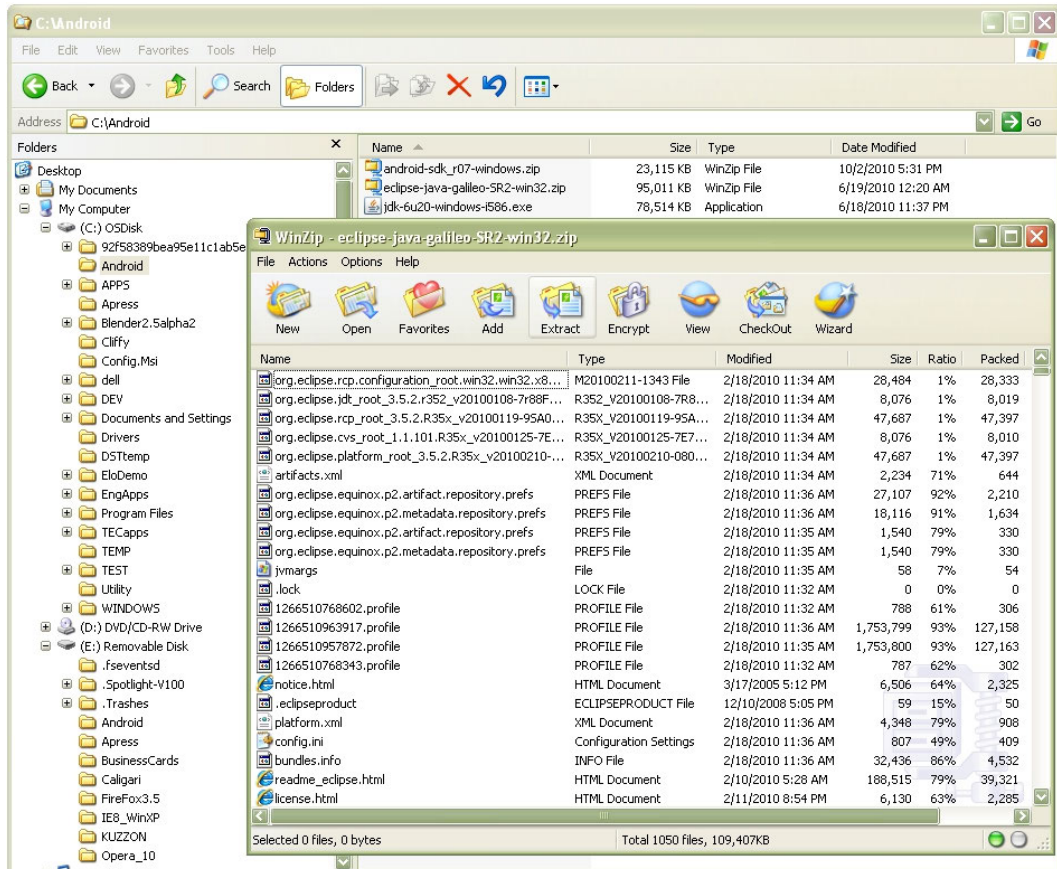 C:\Android
File Edit View Favorites Tools Help
Back Search Folders
Address C:\Android Go
Folders x Name Size Type Date Modified
Desktop
My Documents
My Computer
(C:) OSDisk
92f58389bea95e11c1ab5e
Android
APPS
Apress
Blender2.5alpha2
Cliffy
Config.Msi
dell
DEV
Documents and Settings
Drivers
DSTtemp
EloDemo
EngApps
Program Files
TECapps
TEMP
TEST
Utility
WINDOWS
(D:) DVD/CD-RW Drive
(E:) Removable Disk
.fseventsd
.Spotlight-V100
.Trashes
Android
Apress
BusinessCards
Caligari
FireFox3.5
IE8_WinXP
KUZZON
Opera_10
android-sdk_r07-windows.zip 23,115 KB WinZip File 10/2/2010 5:31 PM
eclipse-java-galileo-SR2-win32.zip 95,011 KB WinZip File 6/19/2010 12:20 AM
jdk-6u20-windows-i586.exe 78,514 KB Application 6/18/2010 11:37 PM
WinZip - eclipse-java-galileo-SR2-win32.zip
File Actions Options Help
New Open Favorites Add Extract Encrypt View CheckOut Wizard
Name Type Modified Size Ratio Packed
org.eclipse.rcp.configuration_root.win32.win32.x8... M20100211-1343 File 2/18/2010 11:34 AM 28,484 1% 28,333
org.eclipse.jdt_root_3.5.2.r352_v20100108-7r88F... R352_V20100108-7R8... 2/18/2010 11:34 AM 8,076 1% 8,019
org.eclipse.rcp_root_3.5.2.R35x_v20100119-9SA0... R35X_V20100119-9SA... 2/18/2010 11:34 AM 47,687 1% 47,397
org.eclipse.cvs_root_1.1.101.R35x_v20100125-7E... R35X_V20100125-7E7... 2/18/2010 11:34 AM 8,076 1% 8,010
org.eclipse.platform_root_3.5.2.R35x_v20100210-... R35X_V20100210-080... 2/18/2010 11:34 AM 47,687 1% 47,397
artifacts.xml XML Document 2/18/2010 11:34 AM 2,234 71% 644
org.eclipse.equinox.p2.artifact.repository.prefs PREFS File 2/18/2010 11:36 AM 27,107 92% 2,210
org.eclipse.equinox.p2.metadata.repository.prefs PREFS File 2/18/2010 11:36 AM 18,116 91% 1,634
org.eclipse.equinox.p2.artifact.repository.prefs PREFS File 2/18/2010 11:35 AM 1,540 79% 330
org.eclipse.equinox.p2.metadata.repository.prefs PREFS File 2/18/2010 11:35 AM 1,540 79% 330
jvmargs File 2/18/2010 11:35 AM 58 7% 54
.lock LOCK File 2/18/2010 11:32 AM 0 0% 0
1266510768602.profile PROFILE File 2/18/2010 11:32 AM 788 61% 306
1266510963917.profile PROFILE File 2/18/2010 11:36 AM 1,753,799 93% 127,158
1266510957872.profile PROFILE File 2/18/2010 11:35 AM 1,753,800 93% 127,163
1266510768343.profile PROFILE File 2/18/2010 11:32 AM 787 62% 302
notice.html HTML Document 3/17/2005 5:12 PM 6,506 64% 2,325
.eclipseproduct ECLIPSEPRODUCT File 12/10/2008 5:05 PM 59 15% 50
platform.xml XML Document 2/18/2010 11:36 AM 4,348 79% 908
config.ini Configuration Settings 2/18/2010 11:36 AM 807 49% 409
bundles.info INFO File 2/18/2010 11:36 AM 32,436 86% 4,532
readme_eclipse.html HTML Document 2/10/2010 5:28 AM 188,515 79% 39,321
license.html HTML Document 2/11/2010 8:54 PM 6,130 63% 2,285
Selected 0 files, 0 bytes Total 1050 files, 109,407KB